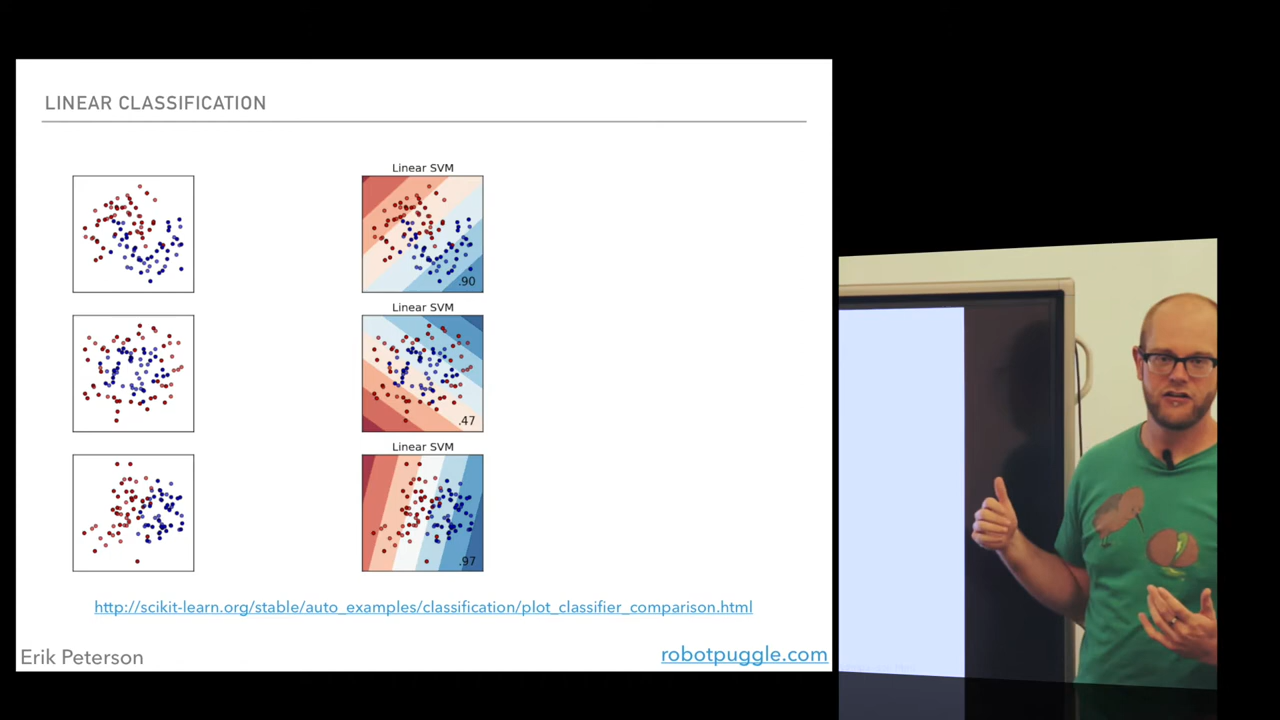 LINEAR CLASSIFICATION
Linear SVM
.90
Linear SVM
.47
Linear SVM
.97
http://scikit-learn.org/stable/auto_examples/classification/plot_classifier_comparison.html
Erik Peterson
robotpuggle.com